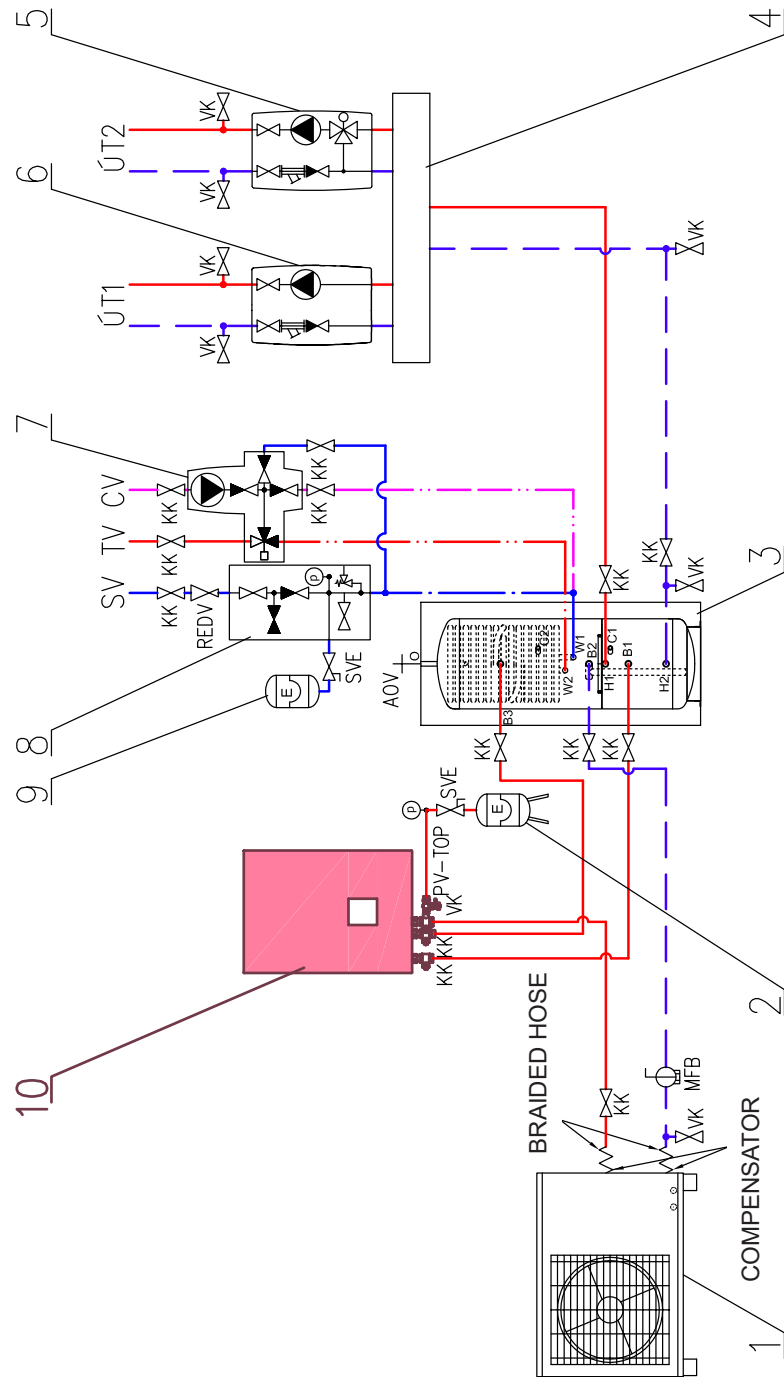 5
6
4
ÚT2
ÚT1
VK
VK
VK
VK
VK
7
CV
TV
SV
KK
KK
KK
KK
KK
REDV
p
8
9
E
SVE
AOV
3
KK
VK
KK
G2
W1
W2
B2
H1
C1
B1
H2
B3
KK
KK
KK
p
SVE
E
PV-TOP
VK
KK
KK
10
2
BRAIDED HOSE
KK
MFB
VK
COMPENSATOR
1